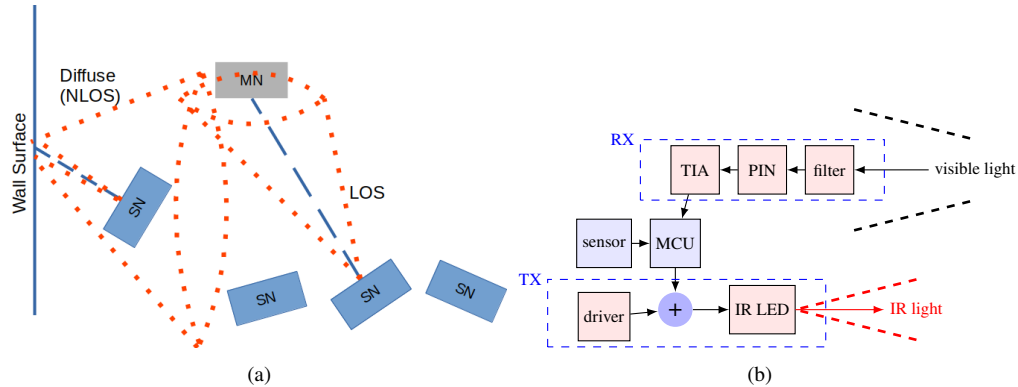 Wall Surface
Diffuse
(NLOS)
MN
LOS
SN
SN
SN
SN
(a)
RX
TIA
PIN
filter
visible light
sensor
MCU
TX
driver
+
IR LED
IR light
(b)